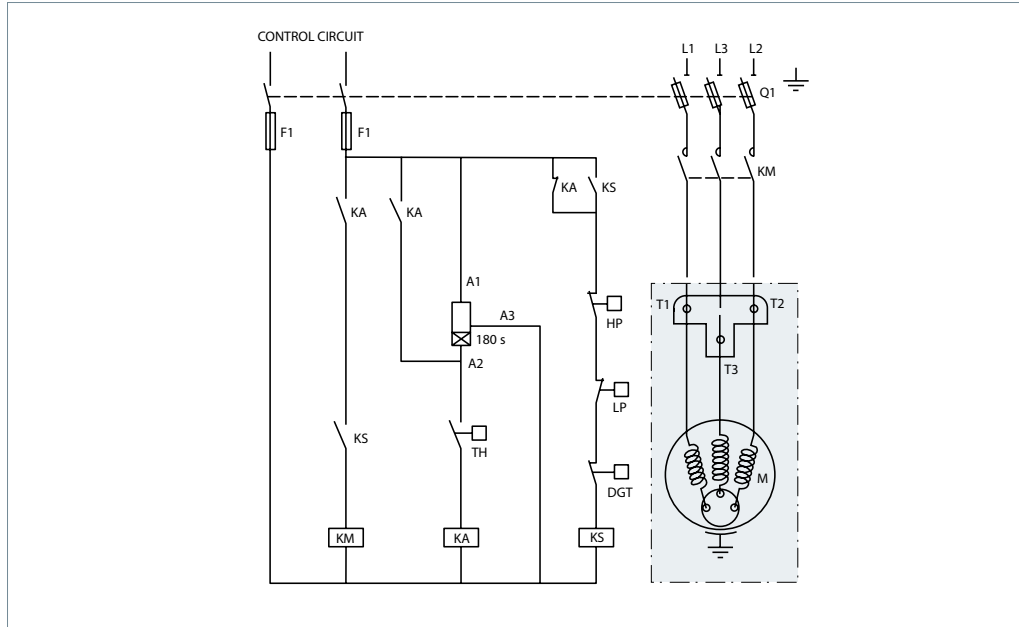 CONTROL CIRCUIT
L1 L3 L2
Q1
F1 F1
KM
KA KS
KA KA
A1
T1 T2
A3
HP
180 s
A2
T3
LP
KS
TH
M
DGT
KM KA KS